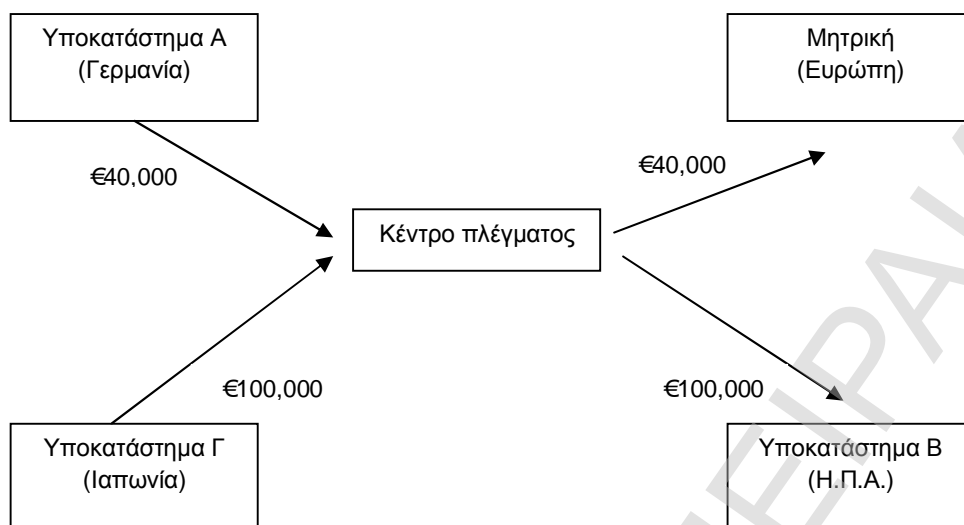 Υποκατάστημα Α
(Γερμανία)
Μητρική
(Ευρώπη)
€40,000
€40,000
Κέντρο πλέγματος
€100,000
€100,000
Υποκατάστημα Γ
(Ιαπωνία)
Υποκατάστημα Β
(Η.Π.Α.)